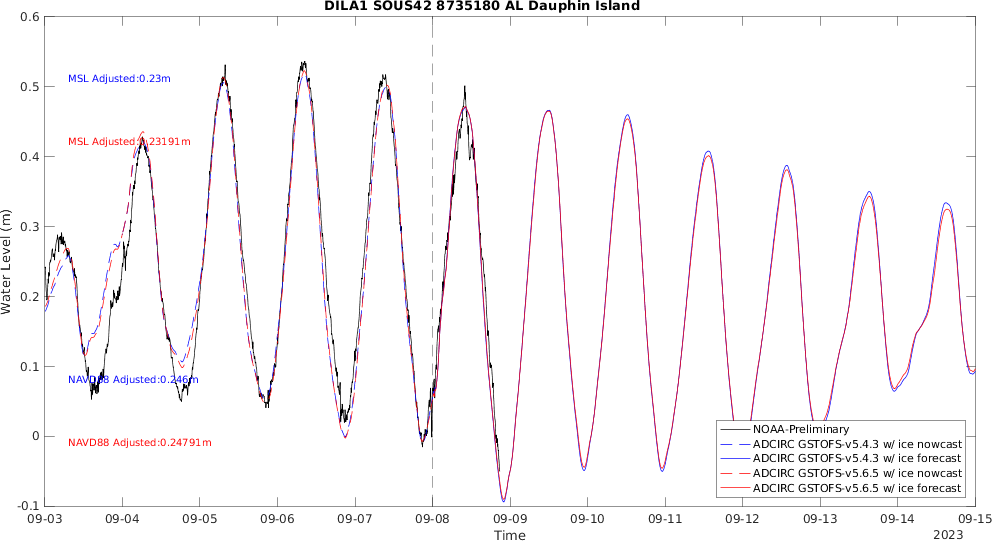 DILA1 SOUS42 8735180 AL Dauphin Island
0.6
0.5
0.4
0.3
0.2
0.1
0
-0.1
Water Level (m)
MSL Adjusted:0.23m
MSL Adjusted:0.23191m
NAVD88 Adjusted:0.246m
NAVD88 Adjusted:0.24791m
NOAA-Preliminary
ADCIRC GSTOFS-v5.4.3 w/ ice nowcast
ADCIRC GSTOFS-v5.4.3 w/ ice forecast
ADCIRC GSTOFS-v5.6.5 w/ ice nowcast
ADCIRC GSTOFS-v5.6.5 w/ ice forecast
09-03 09-04 09-05 09-06 09-07 09-08 09-09 09-10 09-11 09-12 09-13 09-14 09-15
Time
2023